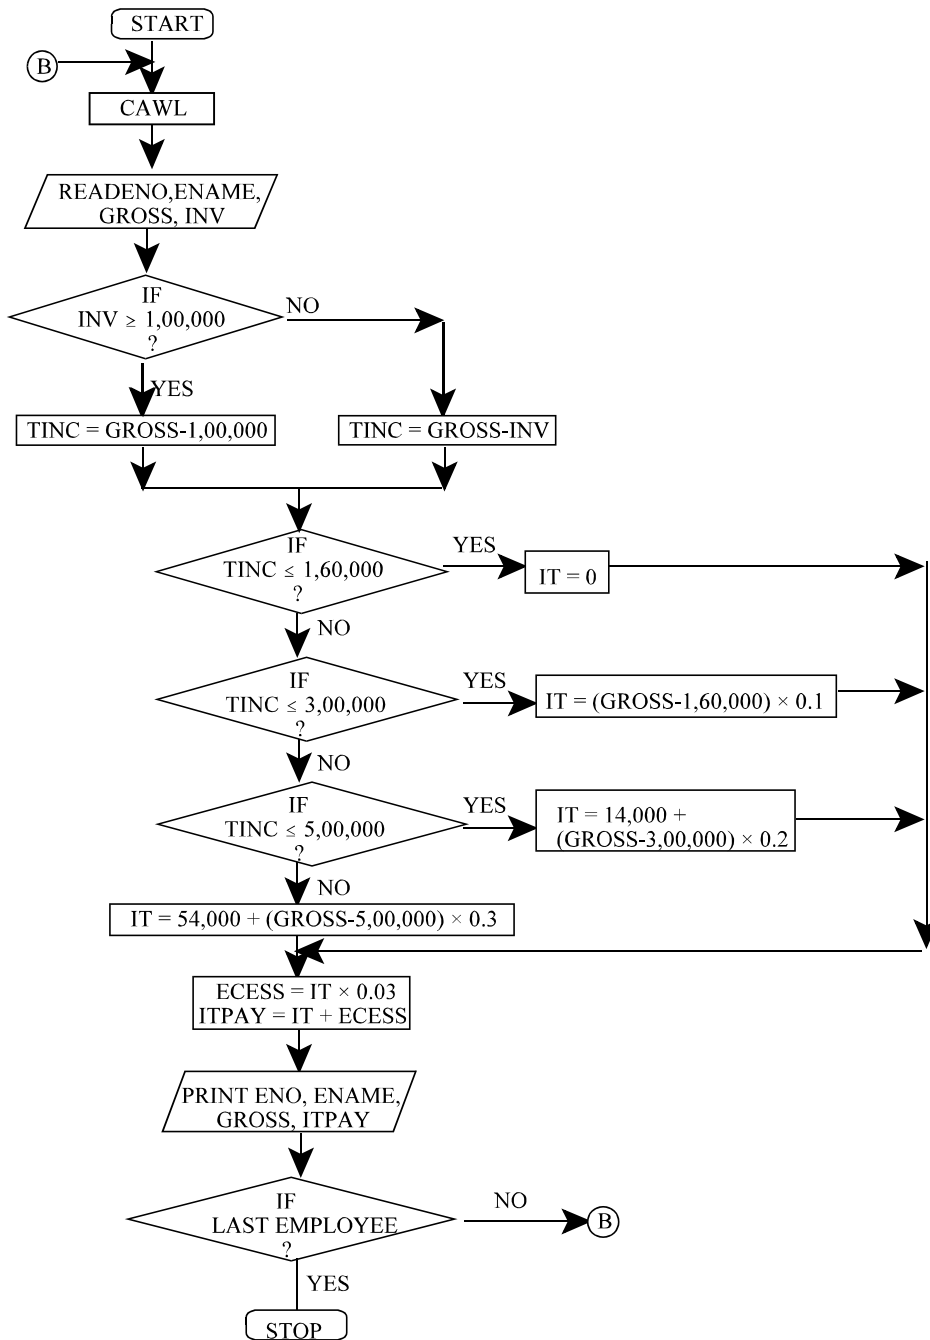 START
B
CAWL
READENO,ENAME,
GROSS, INV
IF
INV ≥ 1,00,000
?
NO
YES
TINC = GROSS-1,00,000
TINC = GROSS-INV
IF
TINC ≤ 1,60,000
?
YES
IT = 0
NO
IF
TINC ≤ 3,00,000
?
YES
IT = (GROSS-1,60,000) × 0.1
NO
IF
TINC ≤ 5,00,000
?
YES
IT = 14,000 +
(GROSS-3,00,000) × 0.2
NO
IT = 54,000 + (GROSS-5,00,000) × 0.3
ECESS = IT × 0.03
ITPAY = IT + ECESS
PRINT ENO, ENAME,
GROSS, ITPAY
IF
LAST EMPLOYEE
?
NO
B
YES
STOP